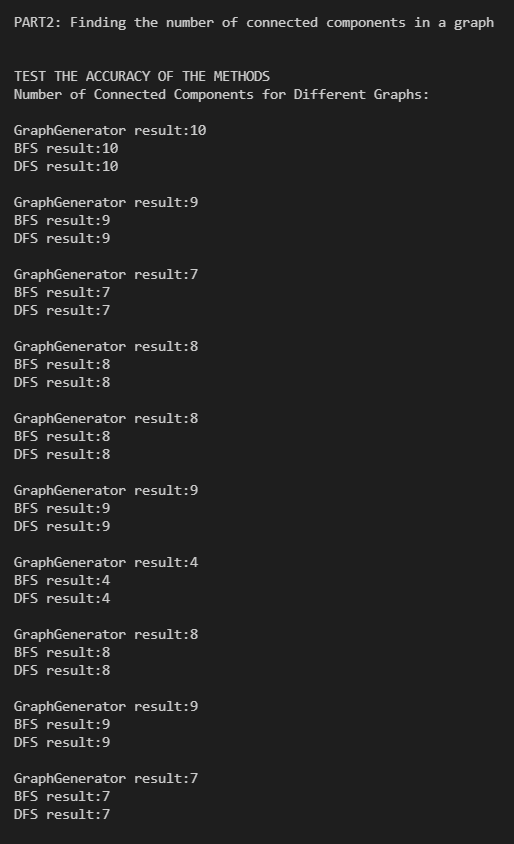 PART2: Finding the number of connected components in a graph
TEST THE ACCURACY OF THE METHODS
Number of Connected Components for Different Graphs:
GraphGenerator result:10
BFS result:10
DFS result:10
GraphGenerator result:9
BFS result:9
DFS result:9
GraphGenerator result:7
BFS result:7
DFS result:7
GraphGenerator result:8
BFS result:8
DFS result:8
GraphGenerator result:8
BFS result:8
DFS result:8
GraphGenerator result:9
BFS result:9
DFS result:9
GraphGenerator result:4
BFS result:4
DFS result:4
GraphGenerator result:8
BFS result:8
DFS result:8
GraphGenerator result:9
BFS result:9
DFS result:9
GraphGenerator result:7
BFS result:7
DFS result:7